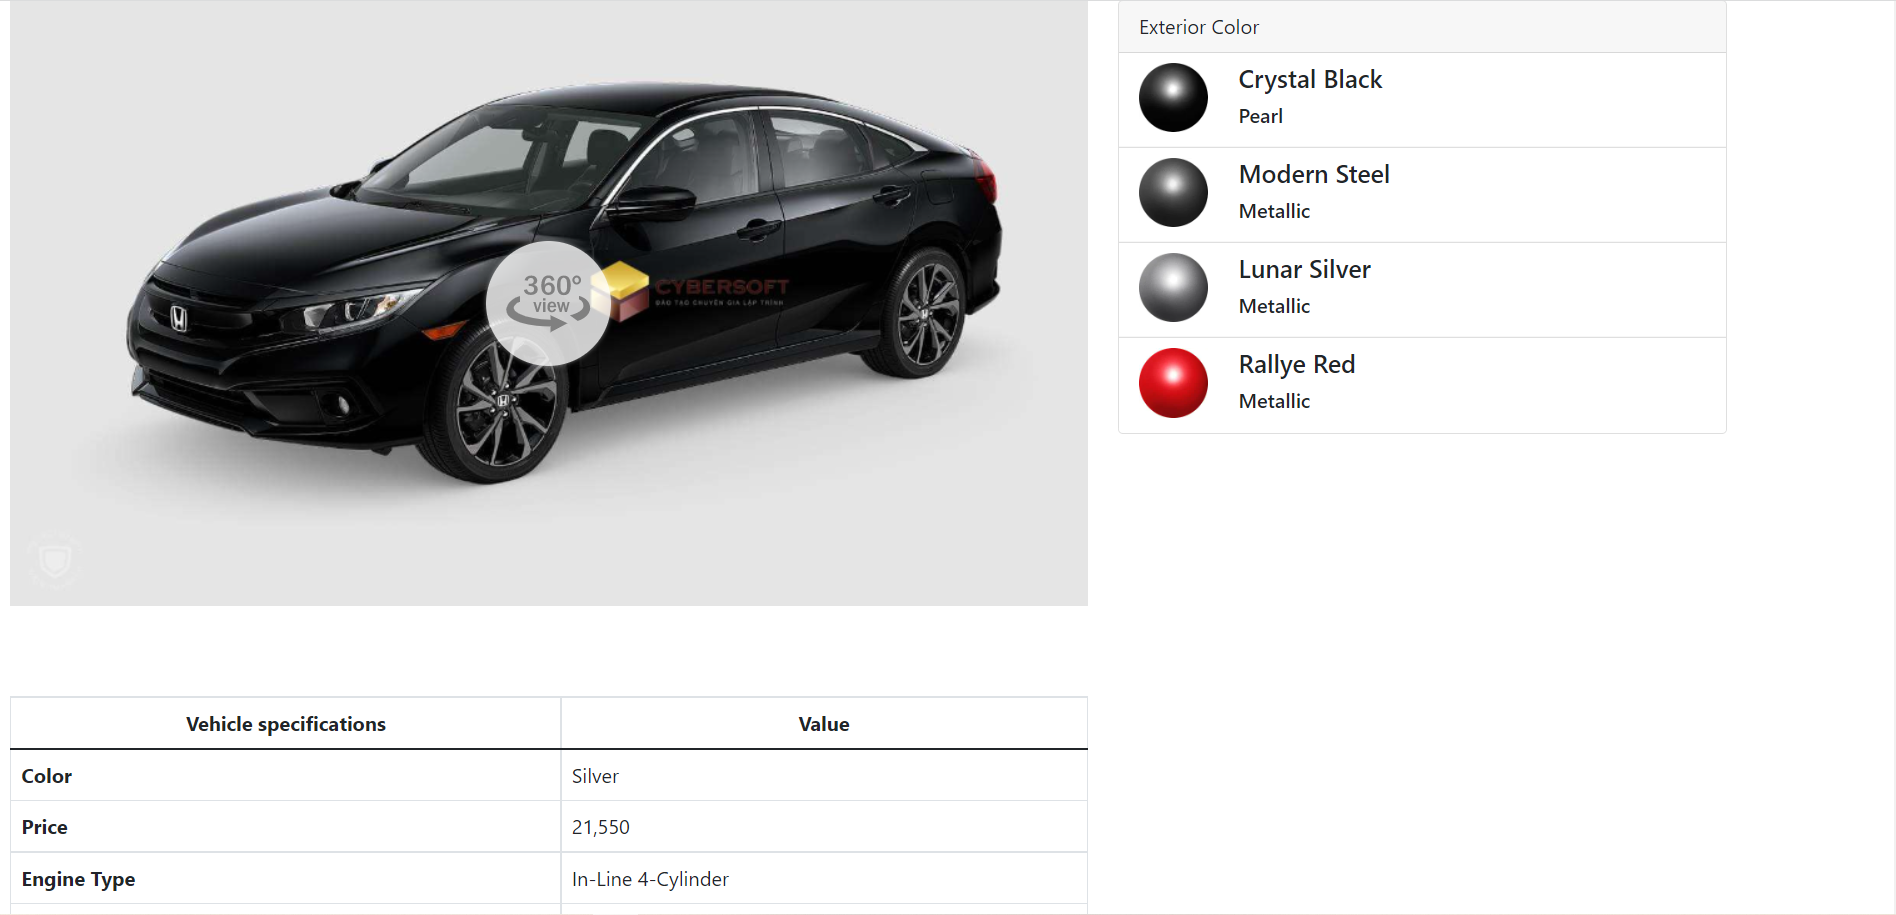 360°
view
CYBERSOFT
ĐÀO TẠO CHUYÊN GIA LẬP TRÌNH
Exterior Color
Crystal Black
Pearl
Modern Steel
Metallic
Lunar Silver
Metallic
Rallye Red
Metallic
Vehicle specifications Value
Color Silver
Price 21,550
Engine Type In-Line 4-Cylinder